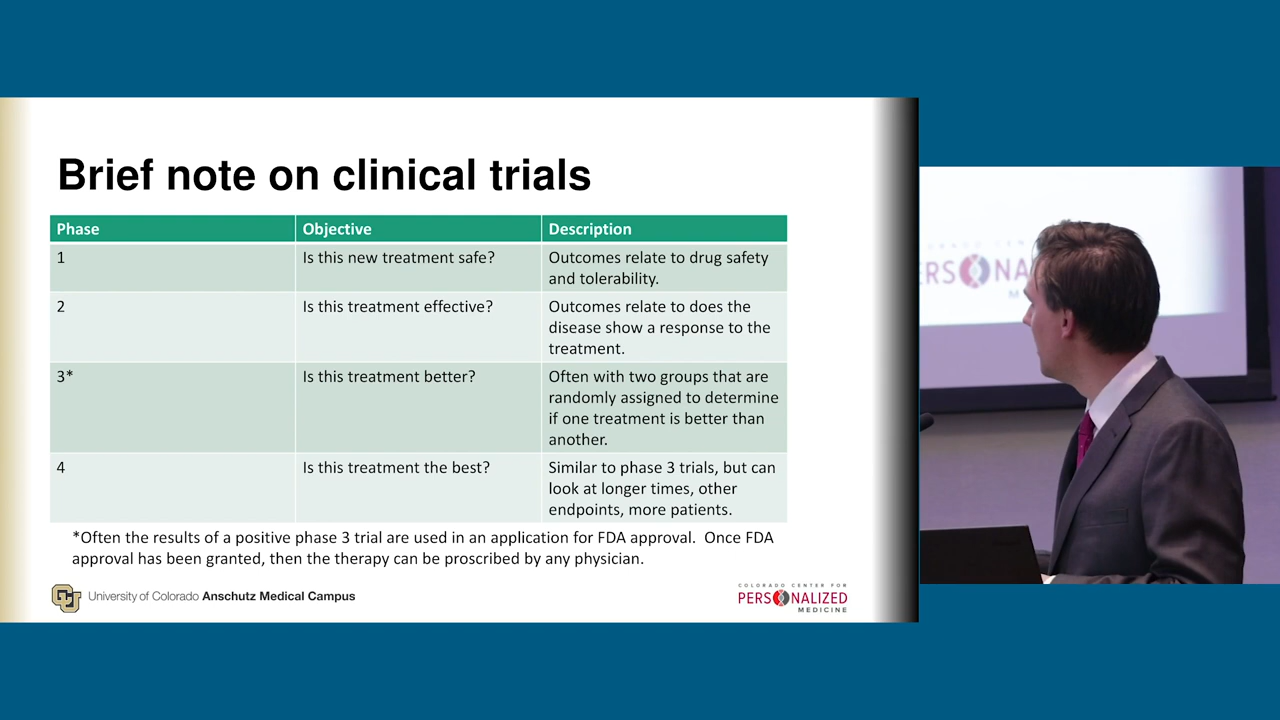 Brief note on clinical trials
Phase
Objective
Description
1
Is this new treatment safe?
Outcomes relate to drug safety
and tolerability.
2
Is this treatment effective?
Outcomes relate to does the
disease show a response to the
treatment.
3*
Is this treatment better?
Often with two groups that are
randomly assigned to determine
if one treatment is better than
another.
4
Is this treatment the best?
Similar to phase 3 trials, but can
look at longer times, other
endpoints, more patients.
*Often the results of a positive phase 3 trial are used in an application for FDA approval. Once FDA
approval has been granted, then the therapy can be proscribed by any physician.
University of Colorado Anschutz Medical Campus
COLORADO CENTER FOR
PERSONALIZED
MEDICINE